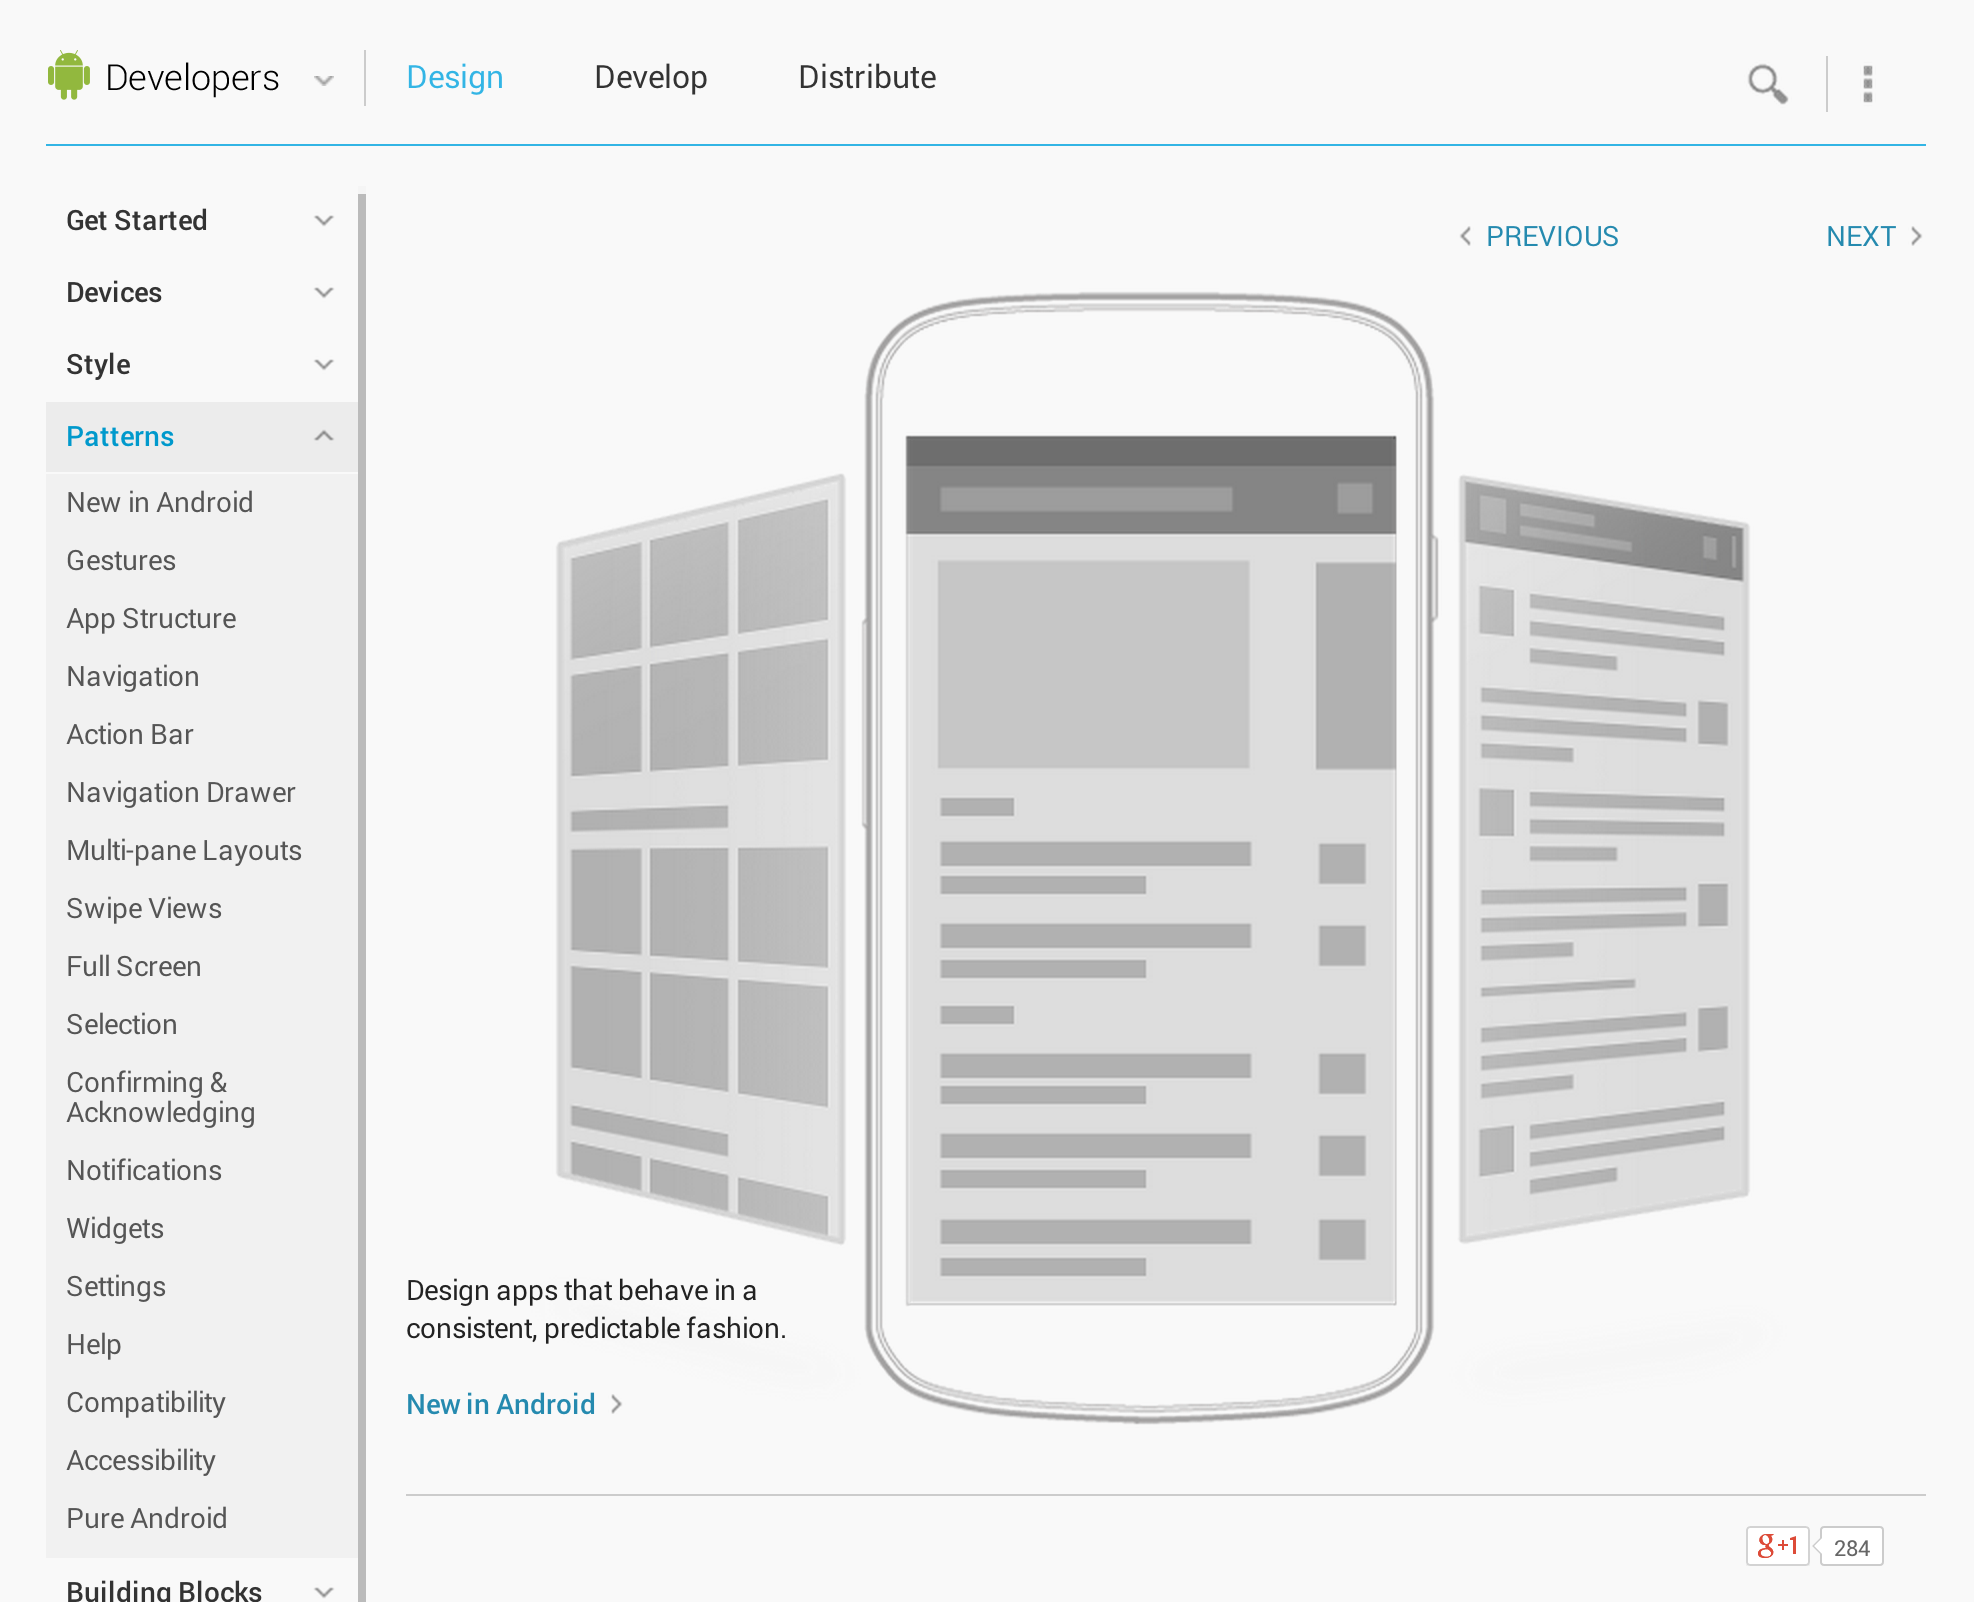 Developers
Design
Develop
Distribute
Get Started
Devices
Style
Patterns
New in Android
Gestures
App Structure
Navigation
Action Bar
Navigation Drawer
Multi-pane Layouts
Swipe Views
Full Screen
Selection
Confirming &
Acknowledging
Notifications
Widgets
Settings
Help
Compatibility
Accessibility
Pure Android
Building Blocks
PREVIOUS
NEXT
Design apps that behave in a
consistent, predictable fashion.
New in Android
g+1
284